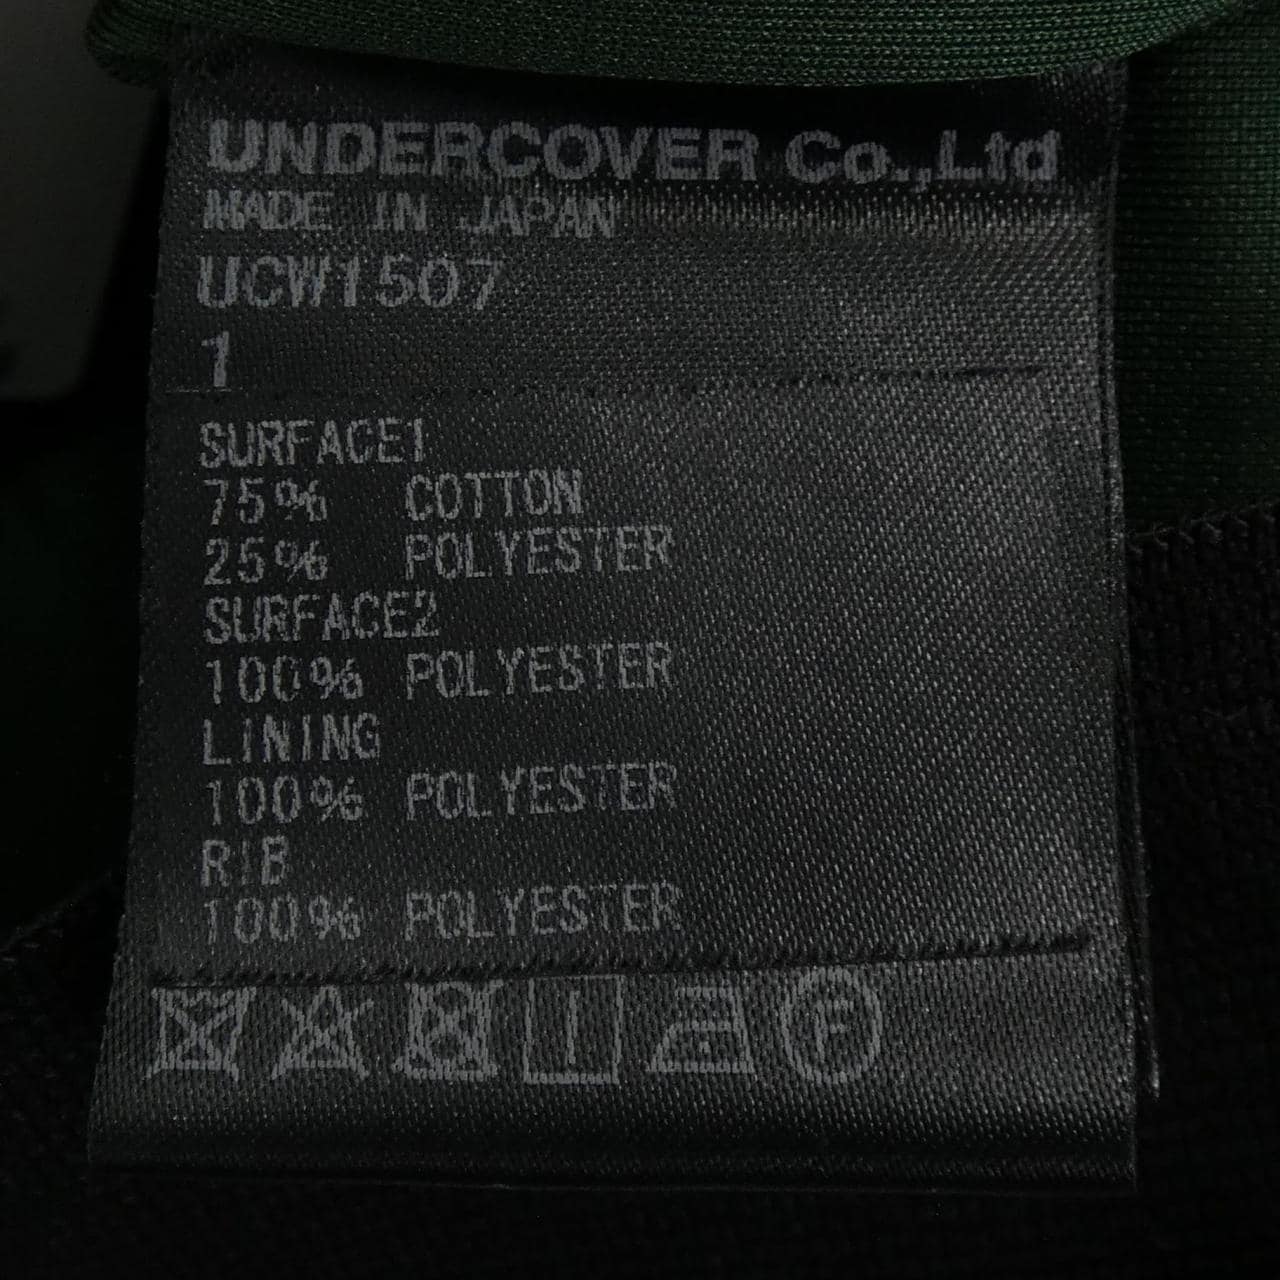 UNDERCOVER Co.,Ltd
MADE IN JAPAN
UCW1507
1
SURFACE1
75% COTTON
25% POLYESTER
SURFACE2
100% POLYESTER
LINING
100% POLYESTER
RIB
100% POLYESTER
F